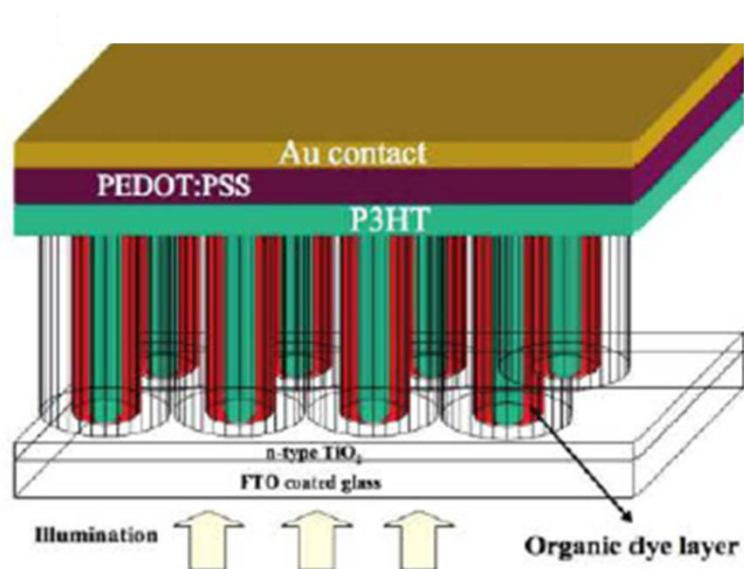 Au contact
PEDOT:PSS
P3HT
n-type TiO₂
FTO coated glass
Illumination
Organic dye layer